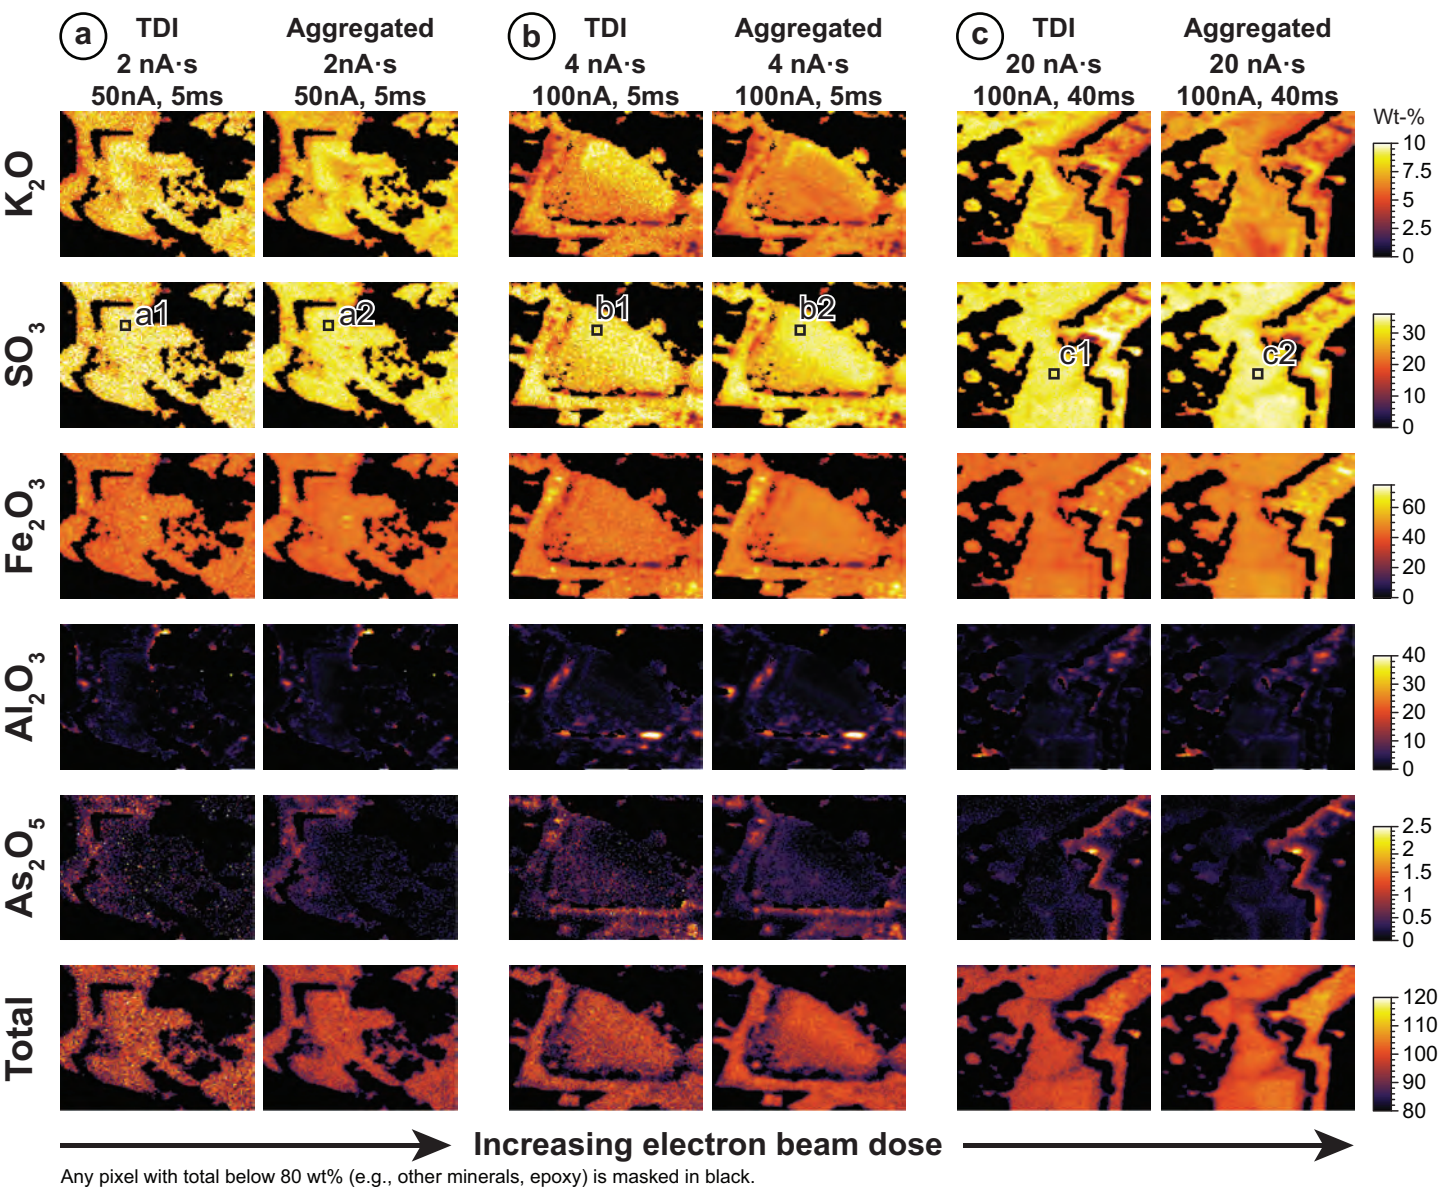 a TDI Aggregated b TDI Aggregated c TDI Aggregated
2 nA·s 2nA·s 4 nA·s 4 nA·s 20 nA·s 20 nA·s
50nA, 5ms 50nA, 5ms 100nA, 5ms 100nA, 5ms 100nA, 40ms 100nA, 40ms
Wt-%
K₂O
10
7.5
5
2.5
0
SO₃
a1 a2 b1 b2 c1 c2
30
20
10
0
Fe₂O₃
60
40
20
0
Al₂O₃
40
30
20
10
0
As₂O₅
2.5
2
1.5
1
0.5
0
Total
120
110
100
90
80
Increasing electron beam dose
Any pixel with total below 80 wt% (e.g., other minerals, epoxy) is masked in black.